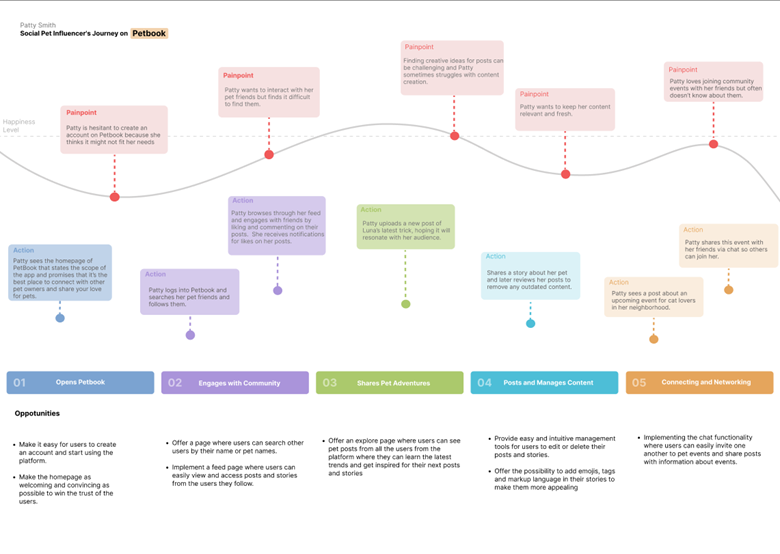 Patty Smith
Social Pet Influencer's Journey on Petbook
Happiness
Level
Painpoint
Patty is hesitant to create an
account on Petbook because she
thinks it might not fit her needs
Painpoint
Patty wants to interact with her
pet friends but finds it difficult
to find them.
Painpoint
Finding creative ideas for posts can
be challenging and Patty
sometimes struggles with content
creation.
Painpoint
Patty wants to keep her content
relevant and fresh.
Painpoint
Patty loves joining community
events with her friends but often
doesn't know about them.
Action
Patty sees the homepage of
PetBook that states the scope of
the app and promises that it's the
best place to connect with other
pet owners and share your love
for pets.
Action
Patty logs into Petbook and
searches her pet friends and
follows them.
Action
Patty browses through her feed
and engages with friends by
liking and commenting on their
posts. She receives notifications
for likes on her posts.
Action
Patty uploads a new post of
Luna's latest trick, hoping it will
resonate with her audience.
Action
Shares a story about her pet
and later reviews her posts to
remove any outdated content.
Action
Patty sees a post about an
upcoming event for cat lovers
in her neighborhood.
Action
Patty shares this event with
her friends via chat so others
can join her.
01 Opens Petbook
02 Engages with Community
03 Shares Pet Adventures
04 Posts and Manages Content
05 Connecting and Networking
Oppotunities
• Make it easy for users to create
an account and start using the
platform.
• Make the homepage as
welcoming and convincing as
possible to win the trust of the
users.
• Offer a page where users can search other
users by their name or pet names.
• Implement a feed page where users can
easily view and access posts and stories
from the users they follow.
• Offer an explore page where users can see
pet posts from all the users from the
platform where they can learn the latest
trends and get inspired for their next posts
and stories
• Provide easy and intuitive management
tools for users to edit or delete their
posts and stories.
• Offer the possibility to add emojis, tags
and markup language in their stories to
make them more appealing
• Implementing the chat functionality
where users can easily invite one
another to pet events and share posts
with information about events.